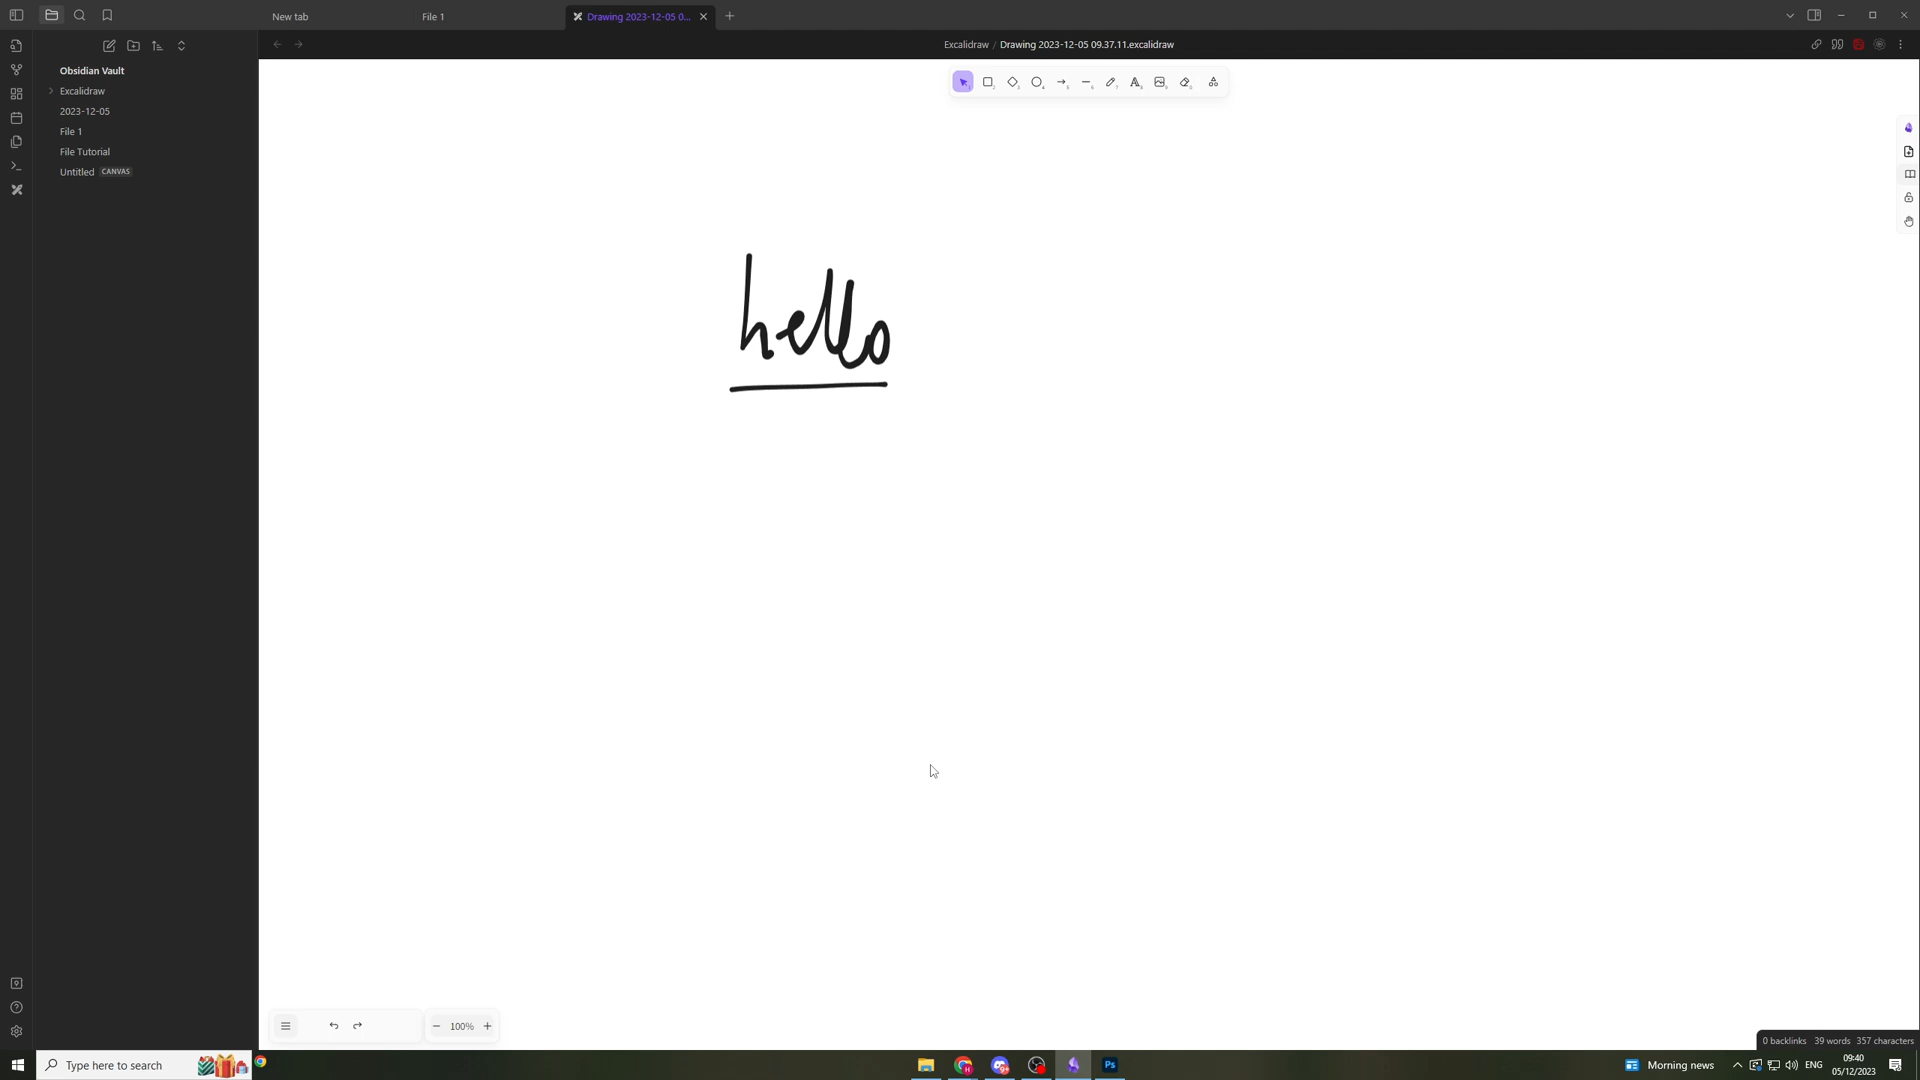 New tab
File 1
Drawing 2023-12-05 0...
Excalidraw / Drawing 2023-12-05 09.37.11.excalidraw
Obsidian Vault
Excalidraw
2023-12-05
File 1
File Tutorial
Untitled CANVAS
hello
100%
0 backlinks 39 words 357 characters
Type here to search
Ps
Morning news
ENG
09:40
05/12/2023